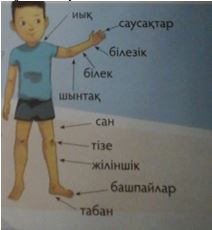 иық
саусақтар
білезік
білек
шынтақ
сан
тізе
жіліншік
башпайлар
табан